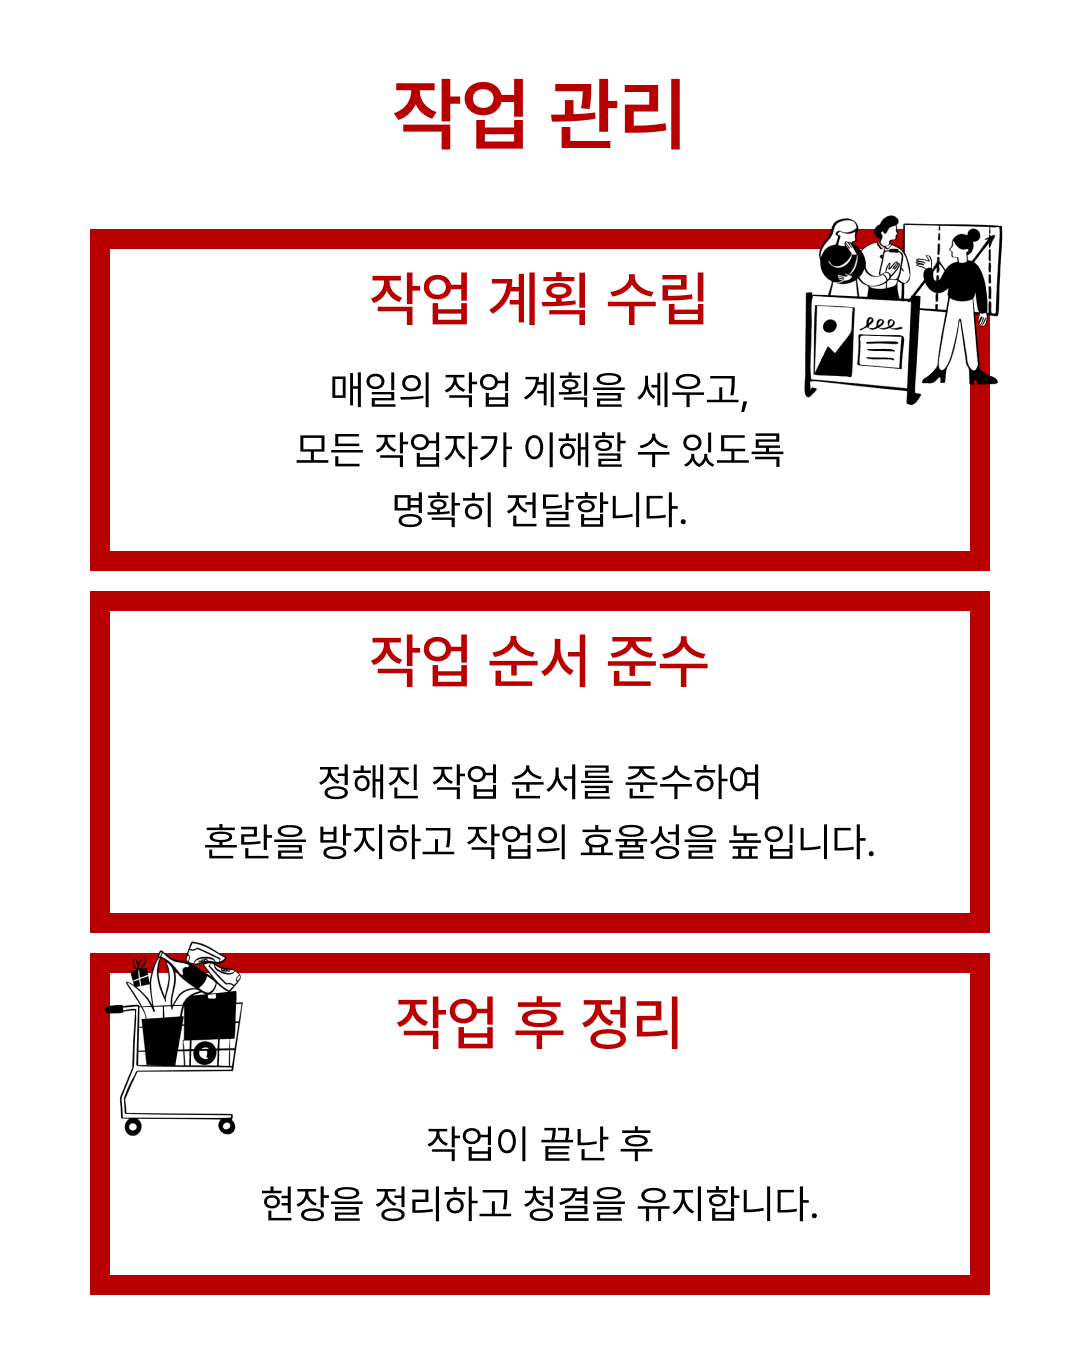 작업 관리
작업 계획 수립
매일의 작업 계획을 세우고,
모든 작업자가 이해할 수 있도록
명확히 전달합니다.
작업 순서 준수
정해진 작업 순서를 준수하여
혼란을 방지하고 작업의 효율성을 높입니다.
작업 후 정리
작업이 끝난 후
현장을 정리하고 청결을 유지합니다.